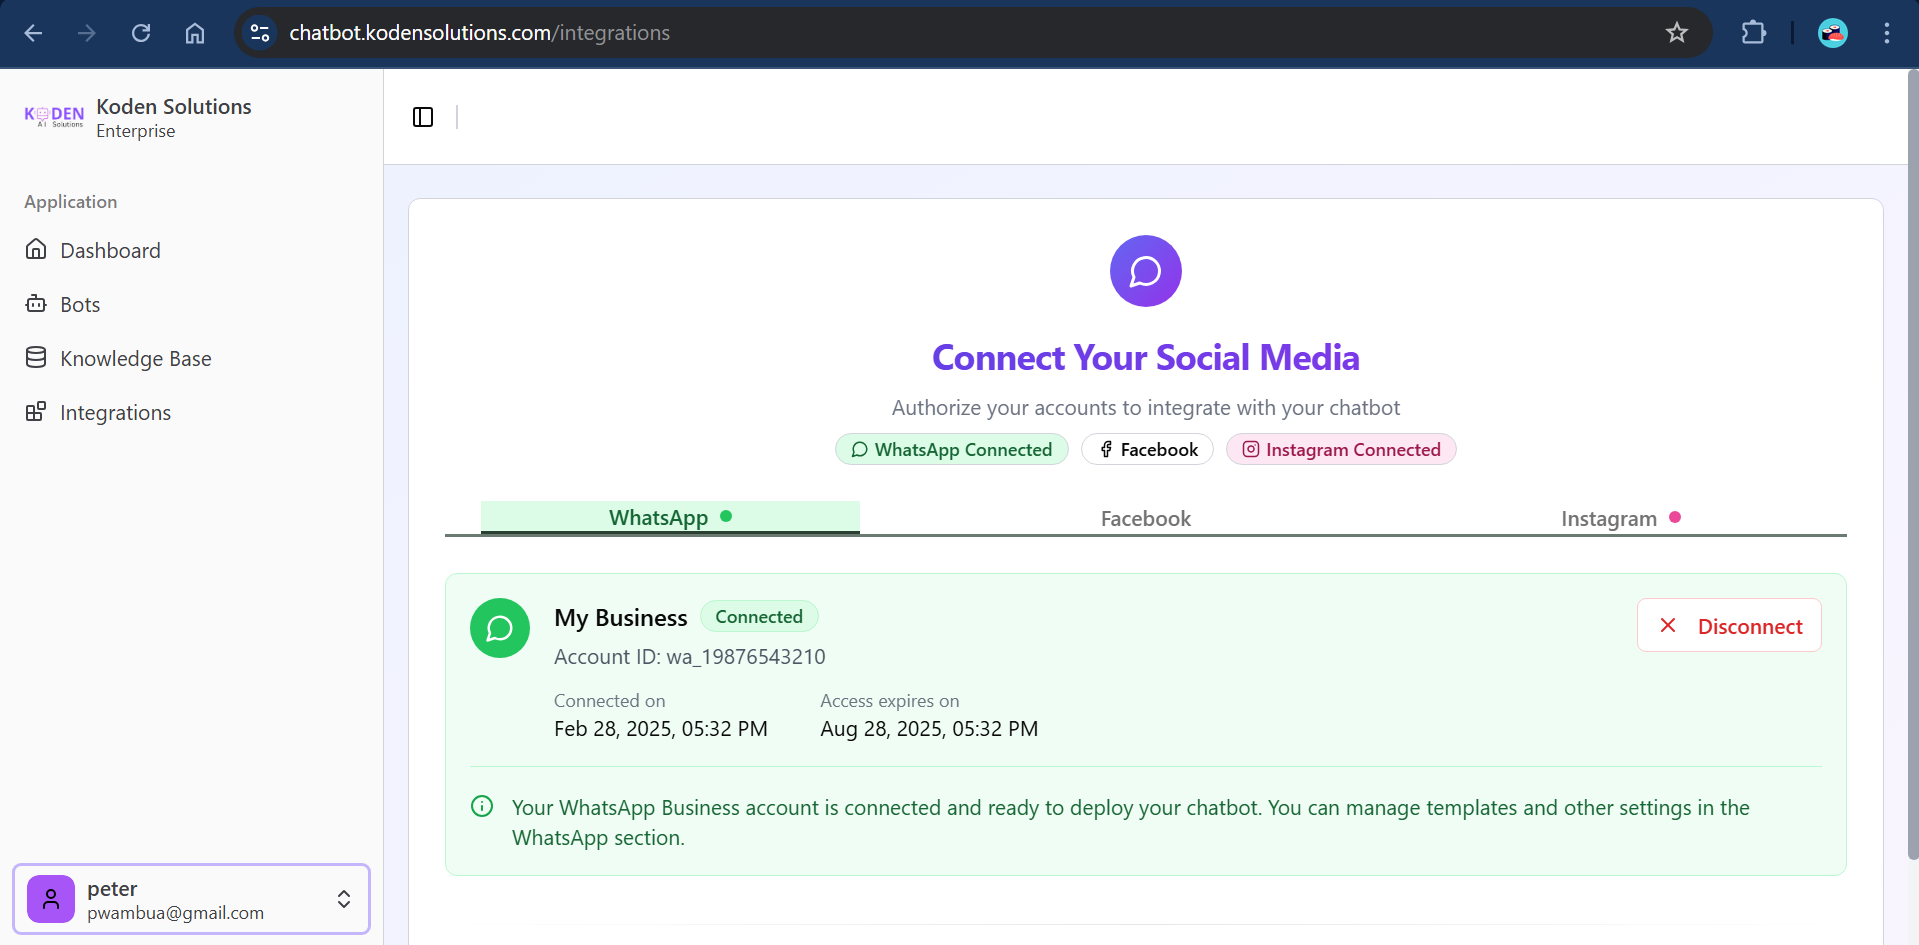 chatbot.kodensolutions.com/integrations
KODEN
AI Solutions
Koden Solutions
Enterprise
Application
Dashboard
Bots
Knowledge Base
Integrations
Connect Your Social Media
Authorize your accounts to integrate with your chatbot
WhatsApp Connected Facebook Instagram Connected
WhatsApp Facebook Instagram
My Business Connected
Disconnect
Account ID: wa_19876543210
Connected on Access expires on
Feb 28, 2025, 05:32 PM Aug 28, 2025, 05:32 PM
Your WhatsApp Business account is connected and ready to deploy your chatbot. You can manage templates and other settings in the
WhatsApp section.
peter
pwambua@gmail.com